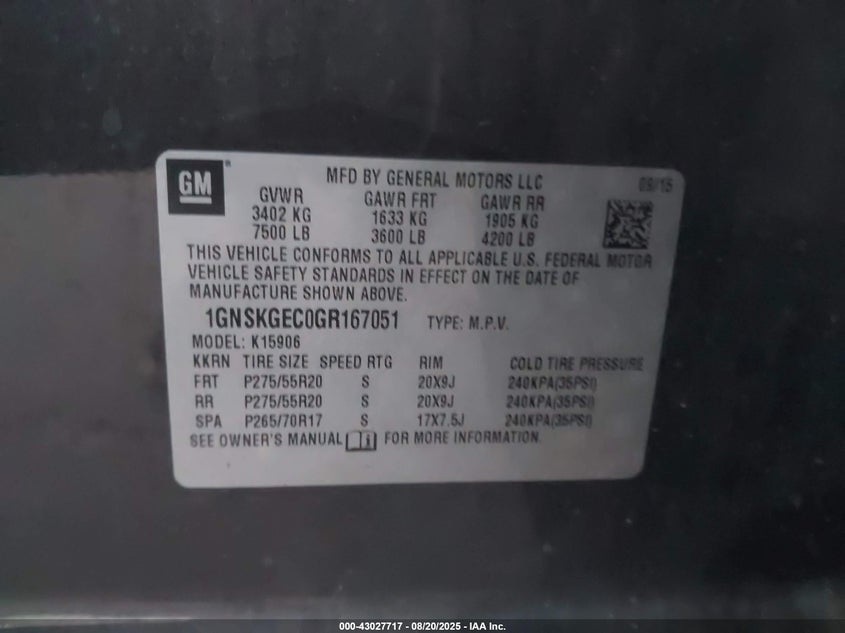 GM
MFD BY GENERAL MOTORS LLC 09/15
GVWR GAWR FRT GAWR RR
3402 KG 1633 KG 1905 KG
7500 LB 3600 LB 4200 LB
THIS VEHICLE CONFORMS TO ALL APPLICABLE U.S. FEDERAL MOTOR
VEHICLE SAFETY STANDARDS IN EFFECT ON THE DATE OF
MANUFACTURE SHOWN ABOVE.
1GNSKGEC0GR167051 TYPE: M.P.V.
MODEL: K15906
KKRN TIRE SIZE SPEED RTG RIM COLD TIRE PRESSURE
FRT P275/55R20 S 20X9J 240KPA(35PSI)
RR P275/55R20 S 20X9J 240KPA(35PSI)
SPA P265/70R17 S 17X7.5J 240KPA(35PSI)
SEE OWNER'S MANUAL FOR MORE INFORMATION.
000-43027717 - 08/20/2025 - IAA Inc.